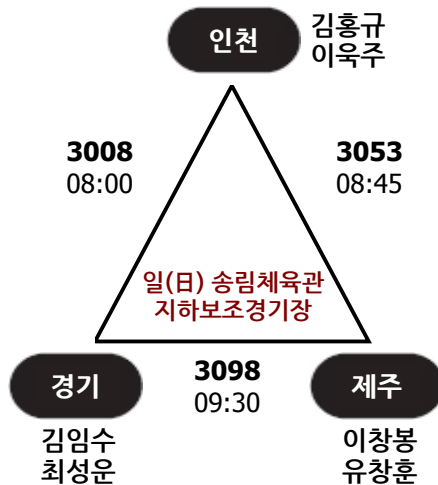 인천
김홍규
이욱주
3008
08:00
3053
08:45
일(日) 송림체육관
지하보조경기장
경기
3098
09:30
제주
김임수
최성운
이창봉
유창훈